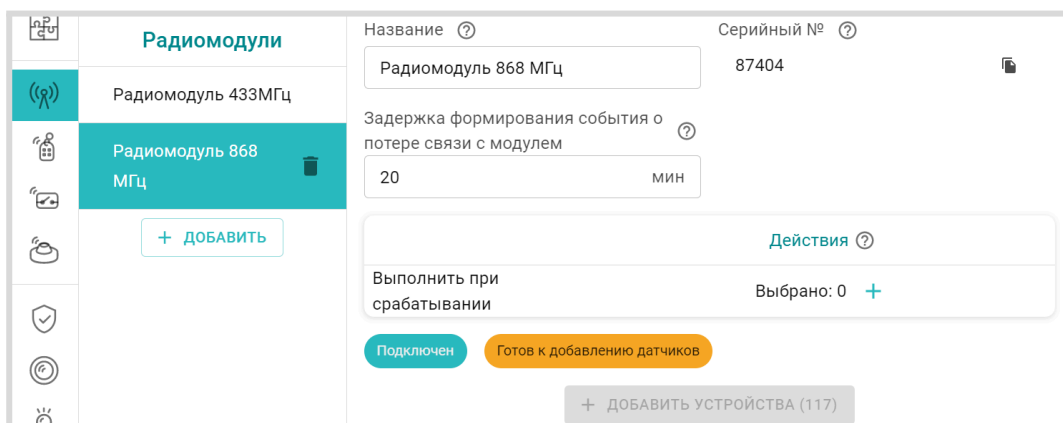 Радиомодули
Радиомодуль 433МГц
Радиомодуль 868
МГц
+ ДОБАВИТЬ
Название ?
Радиомодуль 868 МГц
Серийный № ?
87404
Задержка формирования события о
потере связи с модулем ?
20 мин
Действия ?
Выполнить при
срабатывании
Выбрано: 0 +
Подключен
Готов к добавлению датчиков
+ ДОБАВИТЬ УСТРОЙСТВА (117)